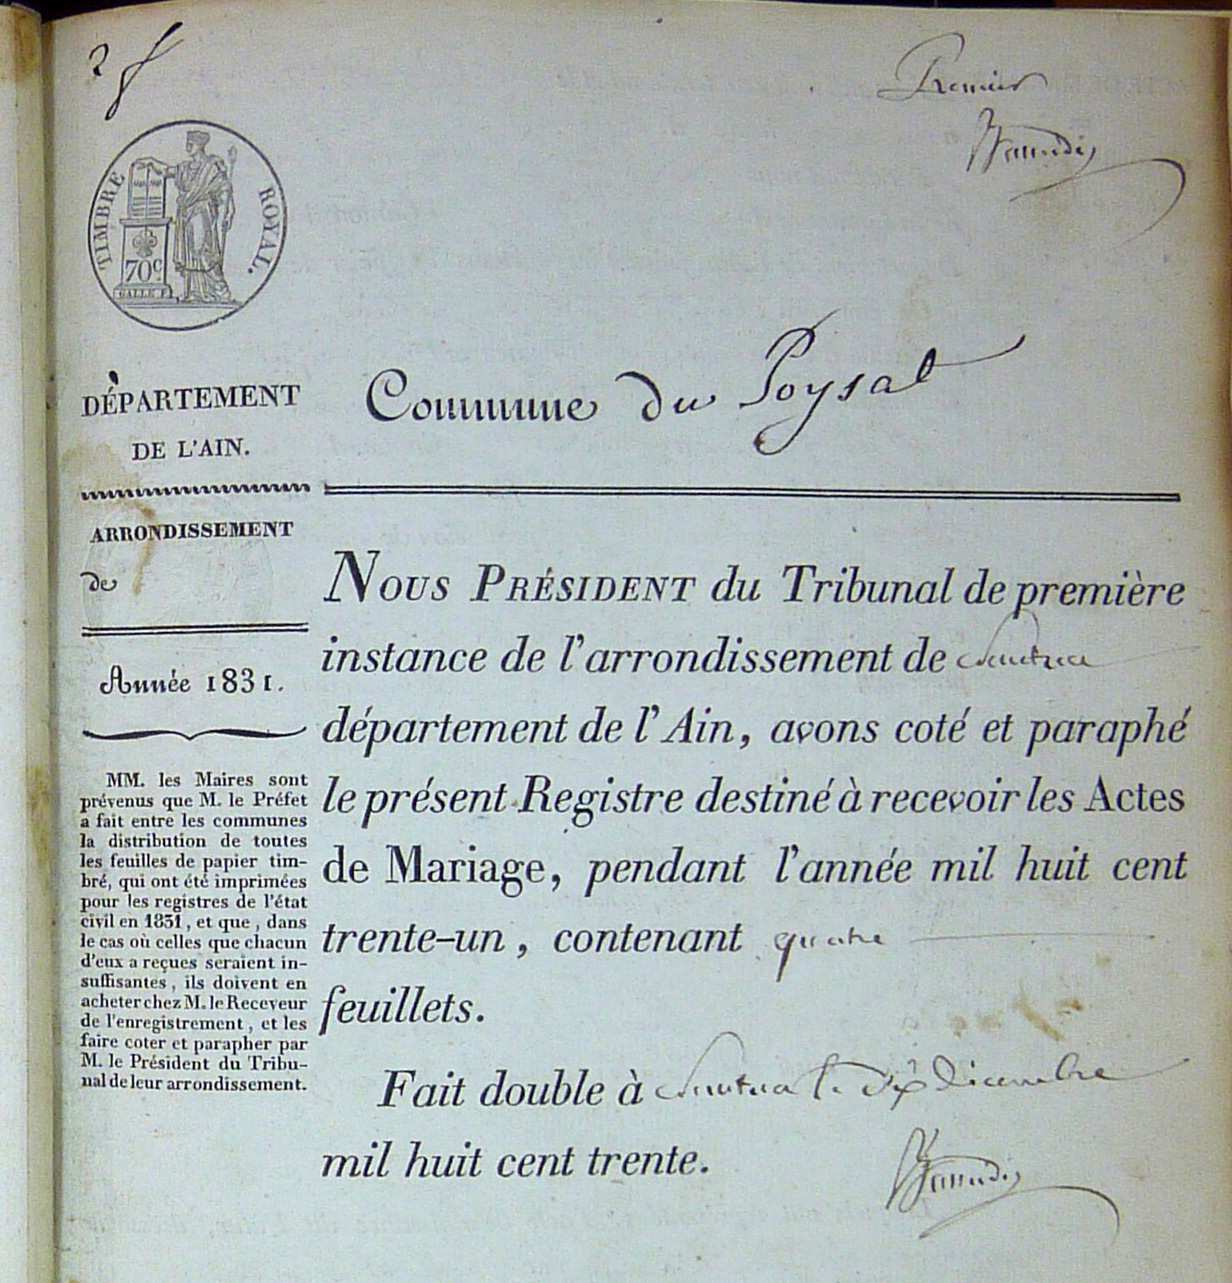 2 f
Premier
TIMBRE ROYAL.
70c.
DÉPARTEMENT
DE L'AIN.
Commune du Poysat
ARRONDISSEMENT
de
Année 1831.
MM. les Maires sont
prévenus que M. le Préfet
a fait entre les communes
la distribution de toutes
les feuilles de papier tim-
bré, qui ont été imprimées
pour les registres de l'état
civil en 1831, et que, dans
le cas où celles que chacun
d'eux a reçues seraient in-
suffisantes, ils doivent en
acheter chez M. le Receveur
de l'enregistrement, et les
faire coter et parapher par
M. le Président du Tribu-
nal de leur arrondissement.
NOUS PRÉSIDENT du Tribunal de première
instance de l'arrondissement de Nantua
département de l'Ain, avons coté et paraphé
le présent Registre destiné à recevoir les Actes
de Mariage, pendant l'année mil huit cent
trente-un, contenant quatre
feuillets.
Fait double à Nantua le dix Décembre
mil huit cent trente.